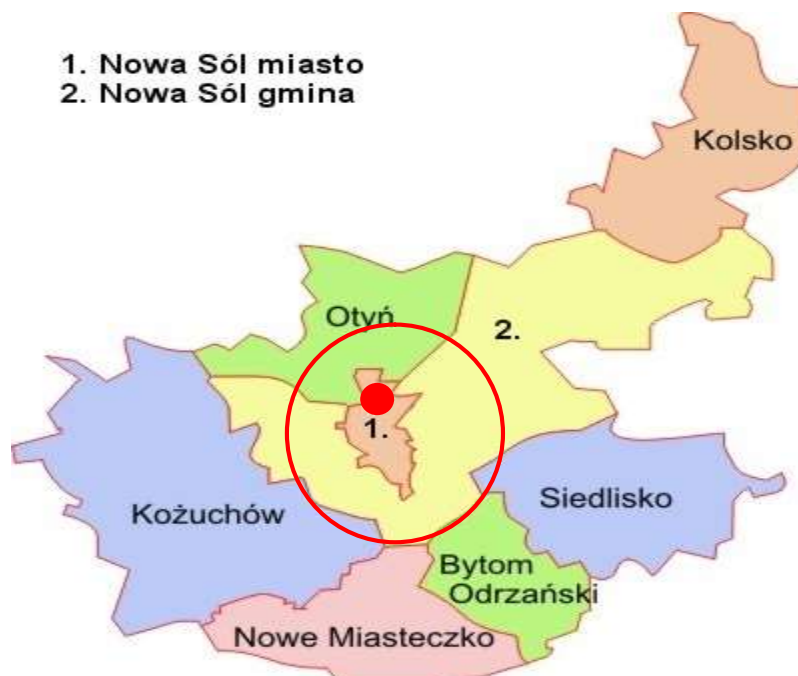 1. Nowa Sól miasto
2. Nowa Sól gmina
Kolsko
Otyń
2.
1.
Kożuchów
Siedlisko
Bytom
Odrzański
Nowe Miasteczko